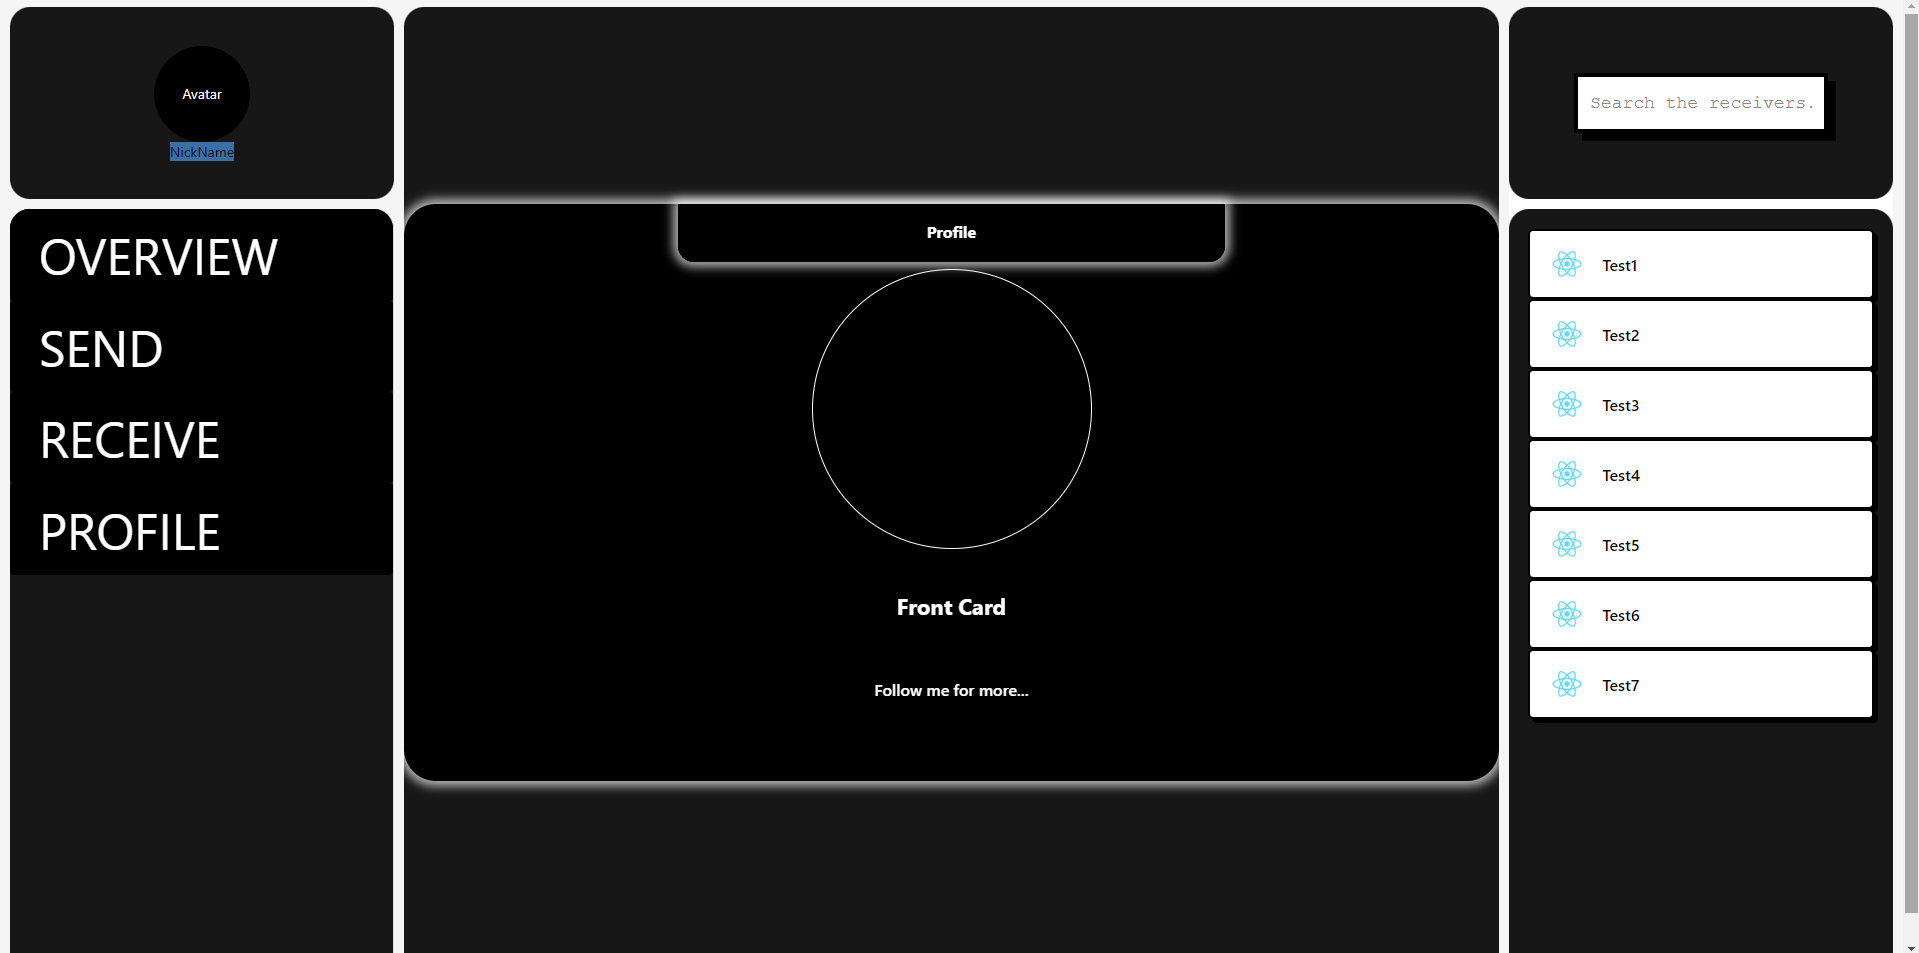 Avatar
NickName
OVERVIEW
SEND
RECEIVE
PROFILE
Profile
Front Card
Follow me for more...
Search the receivers.
Test1
Test2
Test3
Test4
Test5
Test6
Test7